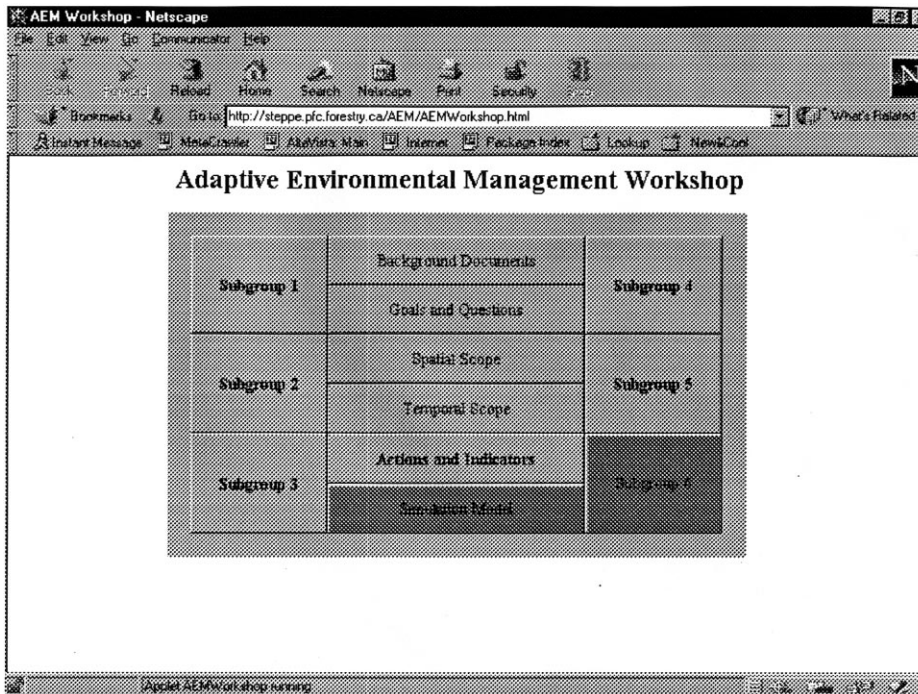 AEM Workshop - Netscape
File Edit View Go Communicator Help
Back Forward Reload Home Search Netscape Print Security Stop
Bookmarks Go to: http://steppe.pfc.forestry.ca/AEM/AEMWorkshop.html What's Related
Instant Message MetaCrawler AltaVista: Main Internet Package Index Lookup New&Cool
Adaptive Environmental Management Workshop
Subgroup 1
Background Documents
Goals and Questions
Subgroup 4
Subgroup 2
Spatial Scope
Temporal Scope
Subgroup 5
Subgroup 3
Actions and Indicators
Simulation Model
Subgroup 6
Applet AEMWorkshop running